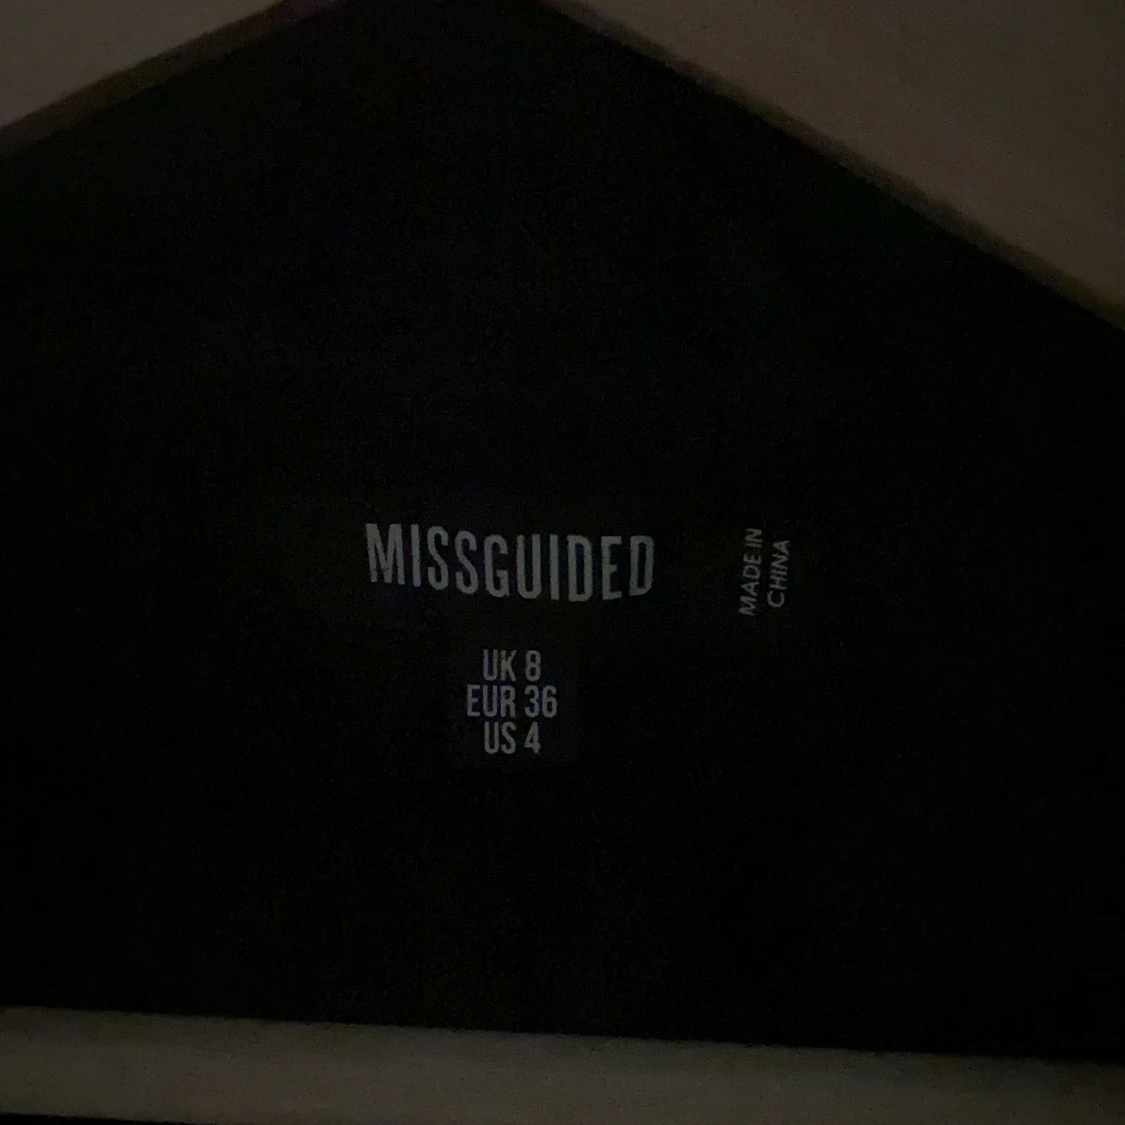 MISSGUIDED
UK 8
EUR 36
US 4
MADE IN
CHINA